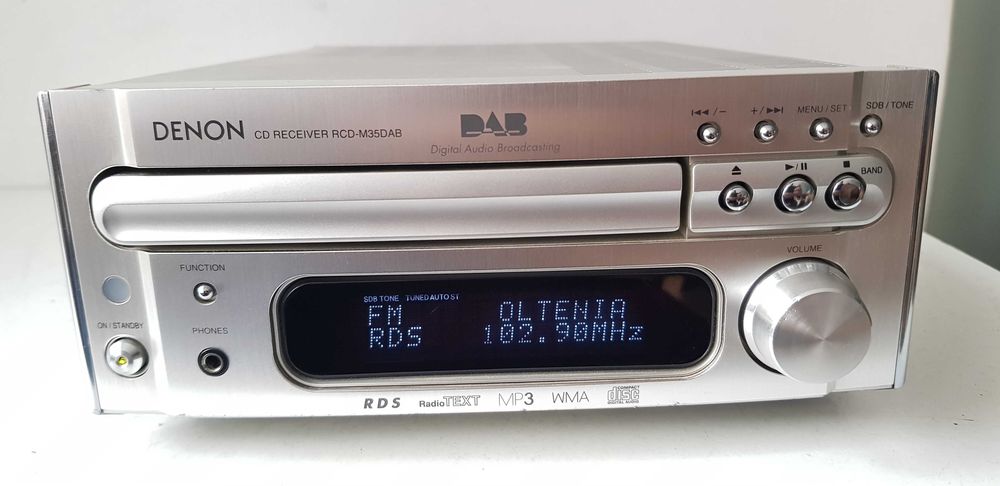 DENON CD RECEIVER RCD-M35DAB
DAB
Digital Audio Broadcasting
/ –
+ /
MENU / SET
SDB / TONE
BAND
FUNCTION
PHONES
ON / STANDBY
VOLUME
SDB TONE TUNED AUTO ST
FM OLTENIA
RDS 102.90MHz
RDS RadioTEXT MP3 WMA COMPACT disc DIGITAL AUDIO